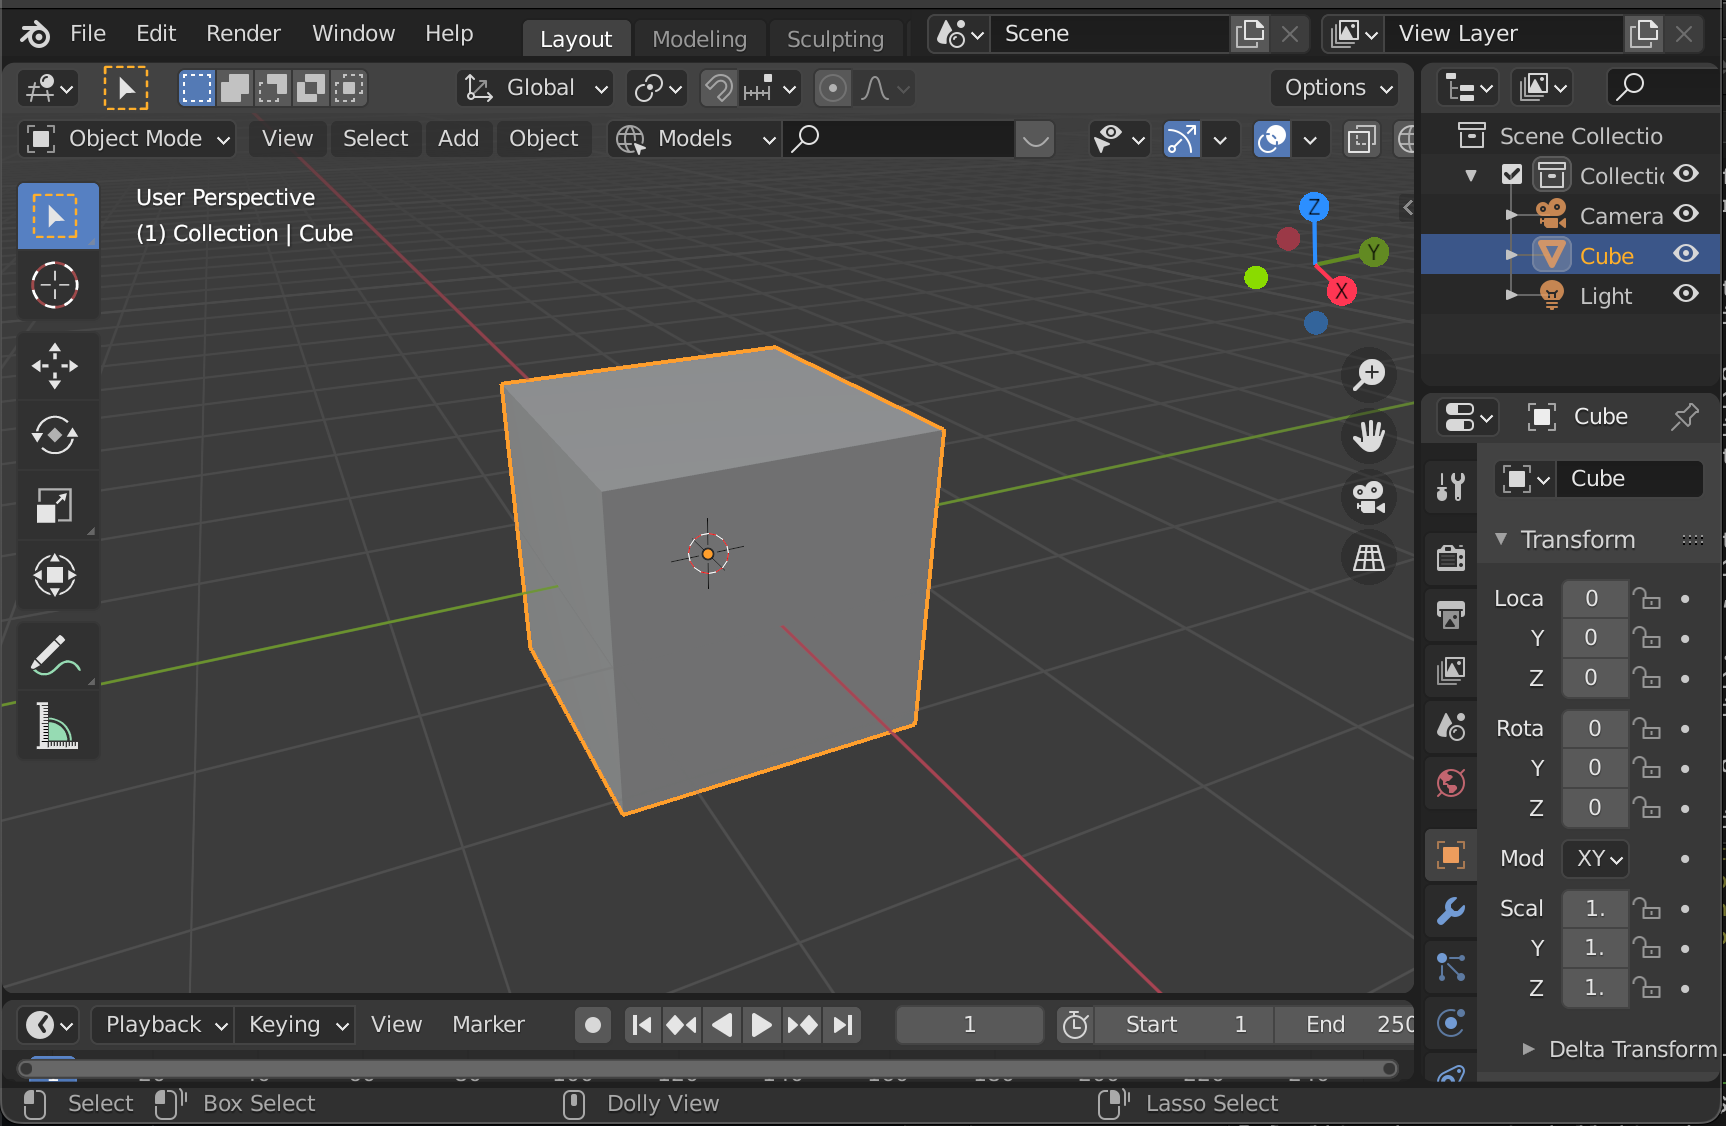 File Edit Render Window Help Layout Modeling Sculpting Scene View Layer
Global Options
Object Mode View Select Add Object Models
User Perspective
(1) Collection | Cube
Z
Y
X
Scene Collectio
Collectic
Camera
Cube
Light
Cube
Cube
Transform
Loca 0
Y 0
Z 0
Rota 0
Y 0
Z 0
Mod XY
Scal 1.
Y 1.
Z 1.
Delta Transform
Playback Keying View Marker 1 Start 1 End 250
Select Box Select Dolly View Lasso Select